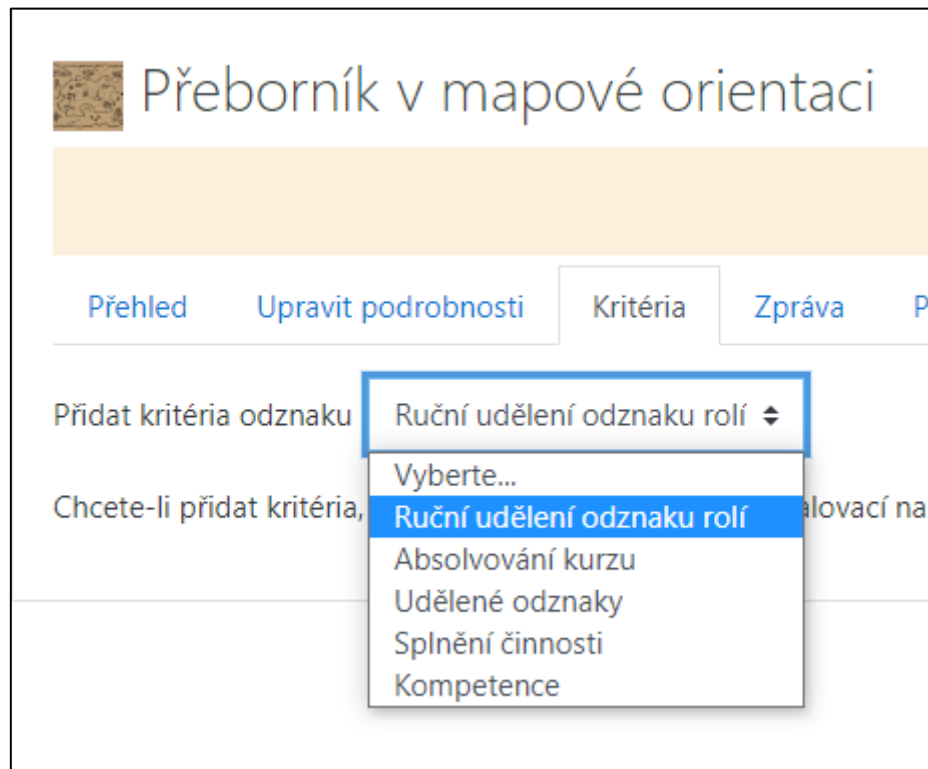 Přeborník v mapové orientaci
Přehled Upravit podrobnosti Kritéria Zpráva P
Přidat kritéria odznaku Ruční udělení odznaku rolí
Vyberte...
Chcete-li přidat kritéria, alovací na
Ruční udělení odznaku rolí
Absolvování kurzu
Udělené odznaky
Splnění činnosti
Kompetence